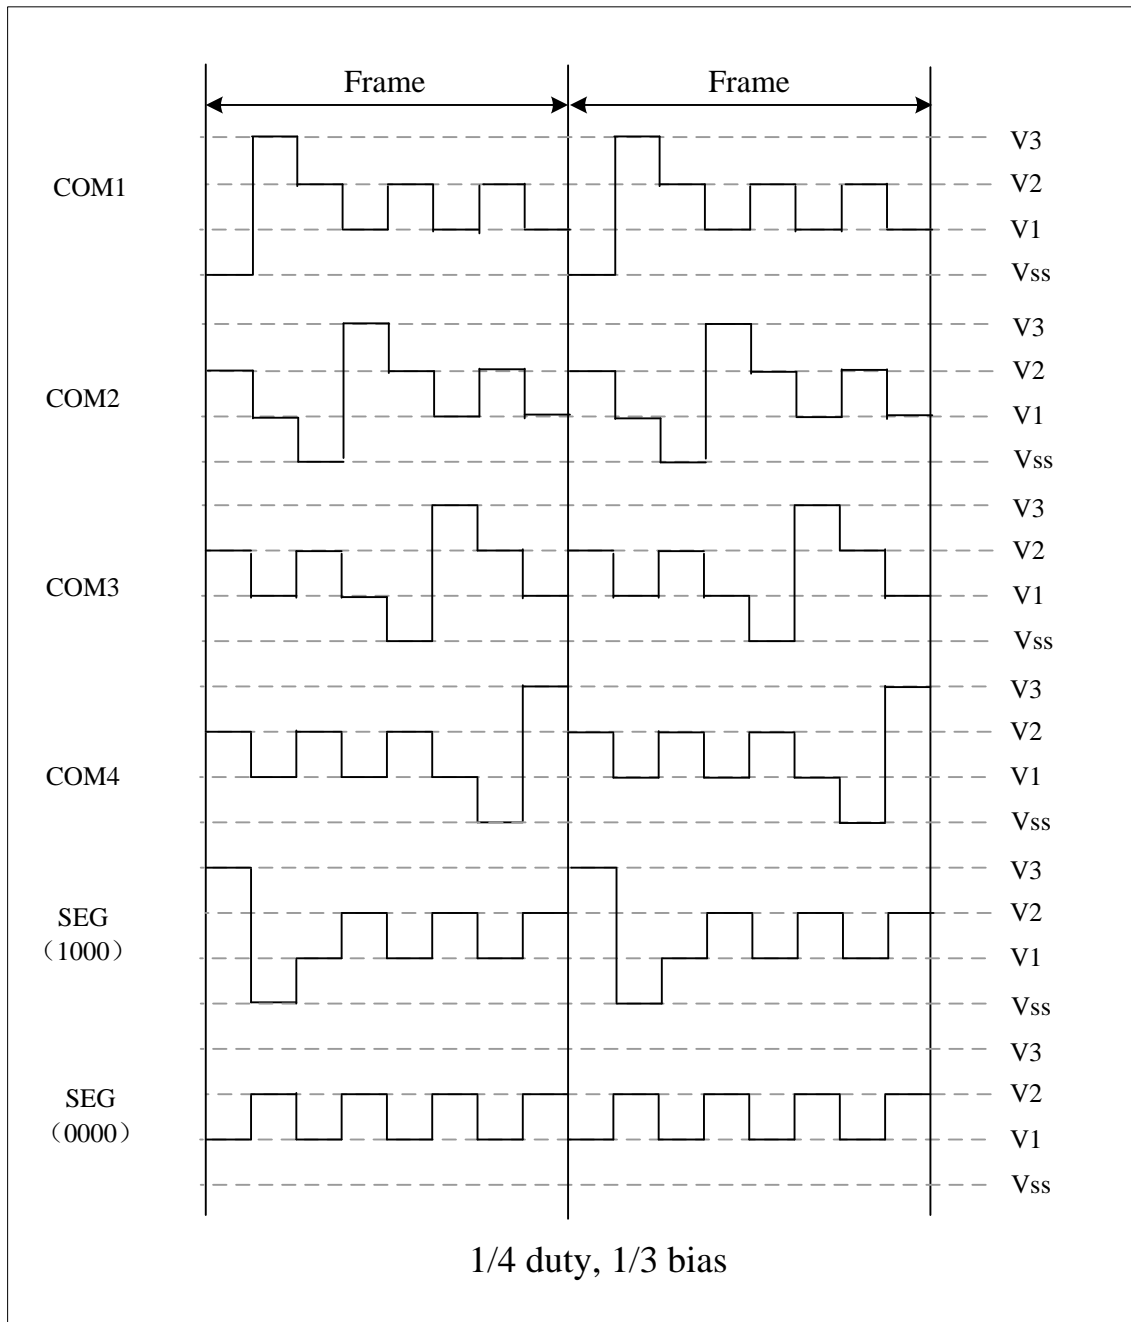 Frame Frame
COM1
V3
V2
V1
Vss
COM2
V3
V2
V1
Vss
COM3
V3
V2
V1
Vss
COM4
V3
V2
V1
Vss
SEG
（1000）
V3
V2
V1
Vss
SEG
（0000）
V3
V2
V1
Vss
1/4 duty, 1/3 bias